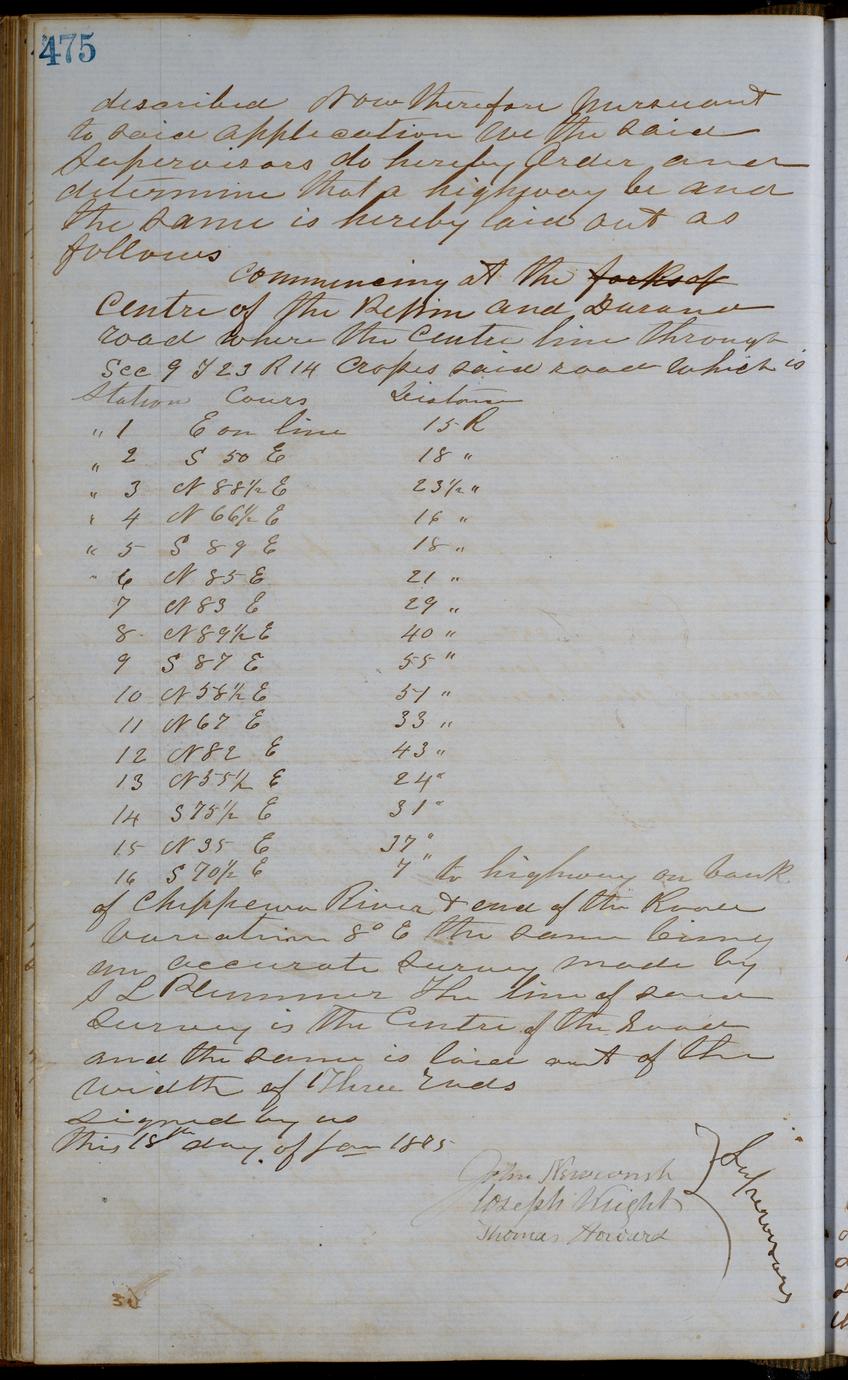 475
described Now therefore Pursuant
to said application We the said
Supervisors do hereby Order and
determine that a highway be and
the same is hereby laid out as
follows
Commencing at the forks of
Centre of the Pepin and Durand
road where the Centre line through
Sec 9 T 23 R 14 Crosses said road which is
Station Cours Distance
" 1 E on line 15 R
" 2 S 50 E 18 "
" 3 N 88½ E 23½ "
" 4 N 66½ E 16 "
" 5 S 89 E 18 "
" 6 N 85 E 21 "
7 N 83 E 29 "
8 N 89½ E 40 "
9 S 87 E 55 "
10 N 58½ E 51 "
11 N 67 E 33 "
12 N 82 E 43 "
13 N 55½ E 24 "
14 S 75½ E 31 "
15 N 35 E 37 "
16 S 70½ E 7 " to highway on bank
of Chippewa River & end of the Road
Variation 8° E the same being
an accurate survey made by
S L Plummer The line of said
Survey is the Centre of the Road
and the same is laid out of the
width of Three Rods
signed by us
this 18th day of Jan 1875
John Newcomb
Joseph Wright
Thomas Howard
Supervisors